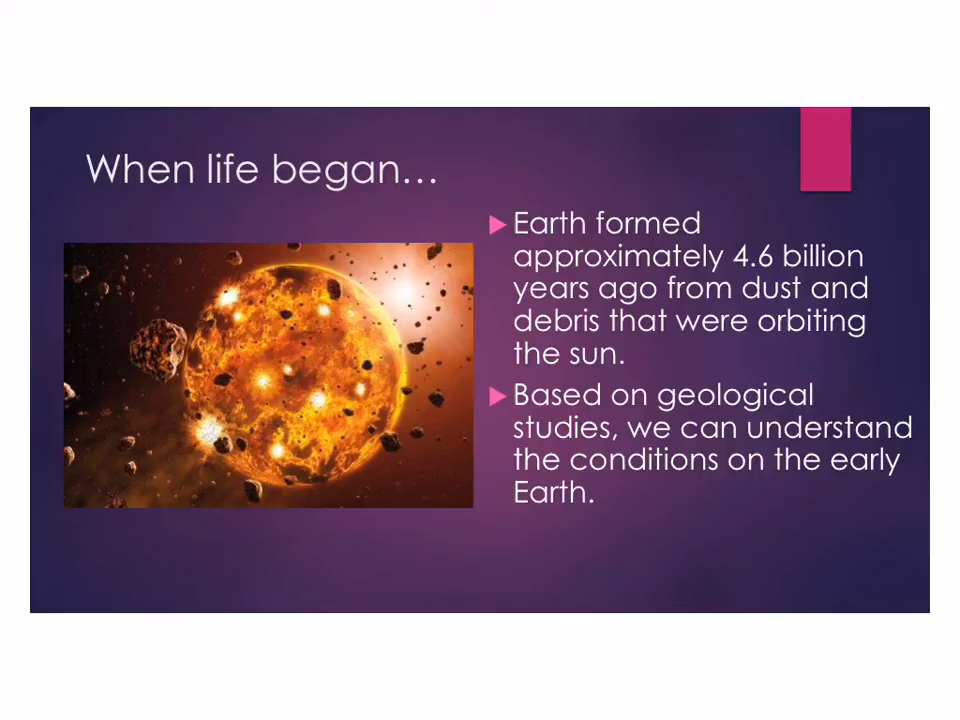 When life began…
Earth formed
approximately 4.6 billion
years ago from dust and
debris that were orbiting
the sun.
Based on geological
studies, we can understand
the conditions on the early
Earth.